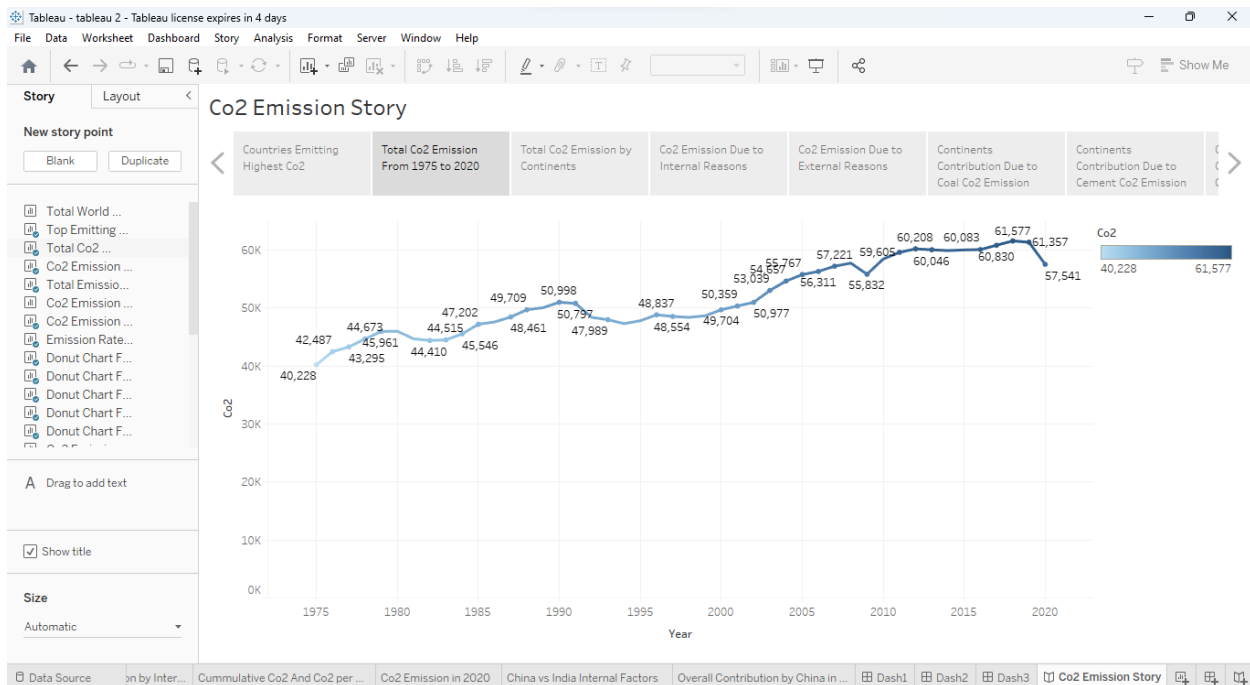 Tableau - tableau 2 - Tableau license expires in 4 days
File Data Worksheet Dashboard Story Analysis Format Server Window Help
Show Me
Story Layout
New story point
Blank Duplicate
Total World ...
Top Emitting ...
Total Co2 ...
Co2 Emission ...
Total Emissio...
Co2 Emission ...
Co2 Emission ...
Emission Rate...
Donut Chart F...
Donut Chart F...
Donut Chart F...
Donut Chart F...
Donut Chart F...
A Drag to add text
Show title
Size
Automatic
Co2 Emission Story
Countries Emitting
Highest Co2
Total Co2 Emission
From 1975 to 2020
Total Co2 Emission by
Continents
Co2 Emission Due to
Internal Reasons
Co2 Emission Due to
External Reasons
Continents
Contribution Due to
Coal Co2 Emission
Continents
Contribution Due to
Cement Co2 Emission
60K
50K
40K
30K
20K
10K
0K
Co2
40,228
42,487
43,295
44,673
45,961
44,410
44,515
47,202
45,546
49,709
48,461
50,998
50,797
47,989
48,837
48,554
50,359
49,704
50,977
53,039
54,657
55,767
56,311
57,221
55,832
59,605
60,208
60,046
60,083
60,830
61,577
61,357
57,541
1975 1980 1985 1990 1995 2000 2005 2010 2015 2020
Year
Co2
40,228 61,577
Data Source
on by Inter...
Cummulative Co2 And Co2 per ...
Co2 Emission in 2020
China vs India Internal Factors
Overall Contribution by China in ...
Dash1
Dash2
Dash3
Co2 Emission Story